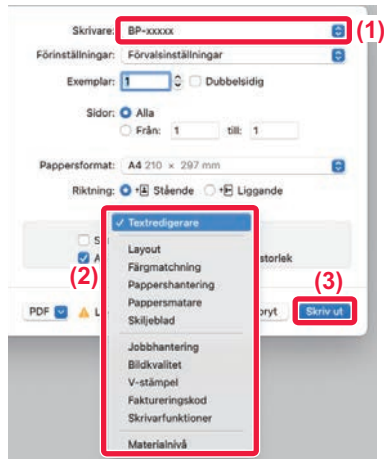 Skrivare: BP-xxxxx (1)
Förinställningar: Förvalsinställningar
Exemplar: 1 Dubbelsidig
Sidor: Alla
Från: 1 till: 1
Pappersformat: A4 210 × 297 mm
Riktning: Stående Liggande
✓ Textredigerare
Layout
storlek
(2)
Färgmatchning
Pappershantering
Pappersmatare
Skiljeblad
(3)
PDF Skriv ut
Jobbhantering
Bildkvalitet
V-stämpel
Faktureringskod
Skrivarfunktioner
Materialnivå